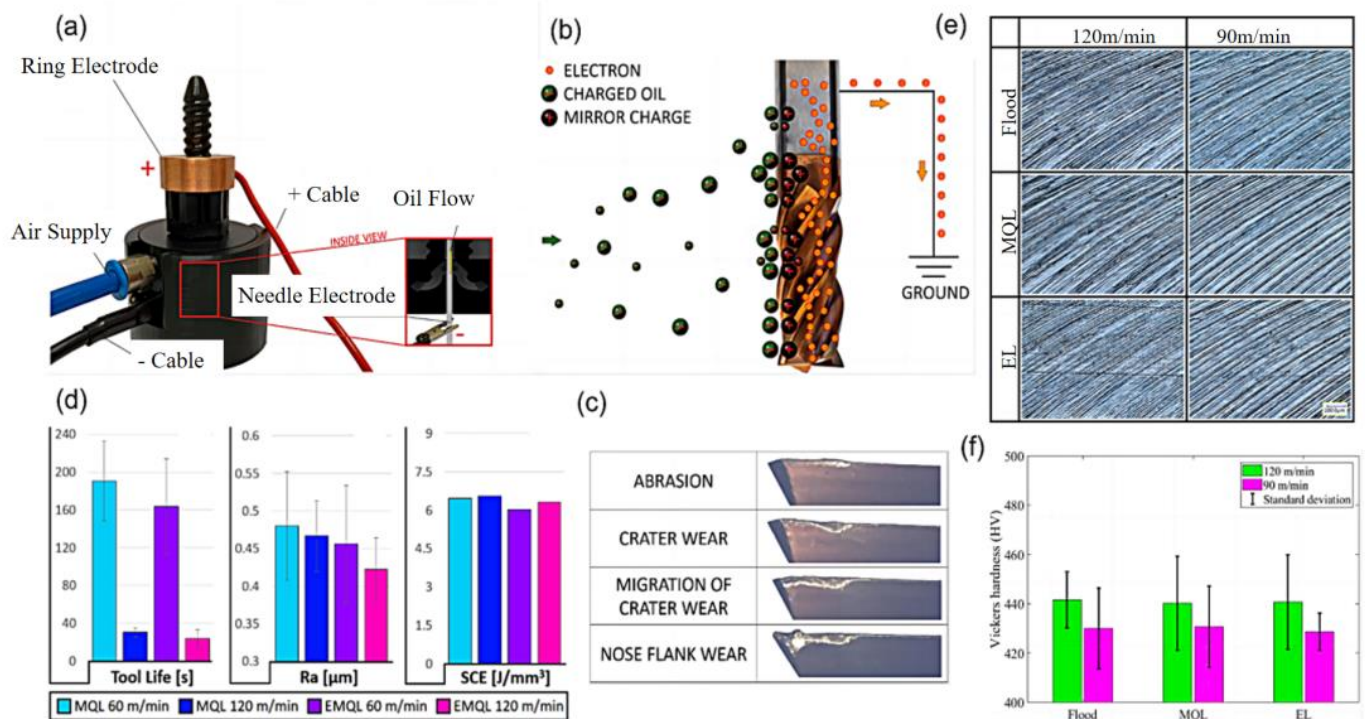 (a)
Ring Electrode
+
+ Cable
Oil Flow
Air Supply
INSIDE VIEW
Needle Electrode
-
- Cable
(b)
ELECTRON
CHARGED OIL
MIRROR CHARGE
GROUND
(e)
120m/min 90m/min
Flood
MQL
EL
(d)
240
200
160
120
80
40
0
Tool Life [s]
0.6
0.55
0.5
0.45
0.4
0.35
0.3
Ra [µm]
9
7.5
6
4.5
3
1.5
0
SCE [J/mm³]
MQL 60 m/min MQL 120 m/min EMQL 60 m/min EMQL 120 m/min
(c)
ABRASION
CRATER WEAR
MIGRATION OF
CRATER WEAR
NOSE FLANK WEAR
(f)
500
480
460
440
420
400
Vickers hardness (HV)
120 m/min
90 m/min
Standard deviation
Flood MQL EL